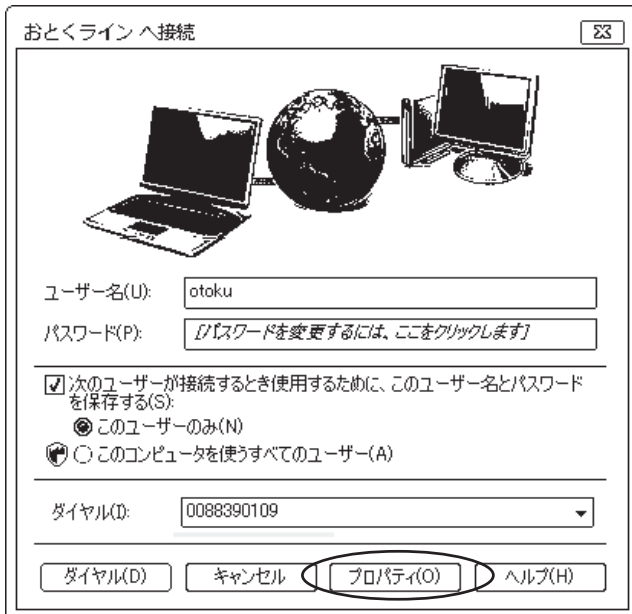 おとくライン へ接続
ユーザー名(U):
otoku
パスワード(P):
[パスワードを変更するには、ここをクリックします]
次のユーザーが接続するとき使用するために、このユーザー名とパスワード
を保存する(S):
このユーザーのみ(N)
このコンピュータを使うすべてのユーザー(A)
ダイヤル(I):
0088390109
ダイヤル(D) キャンセル プロパティ(O) ヘルプ(H)